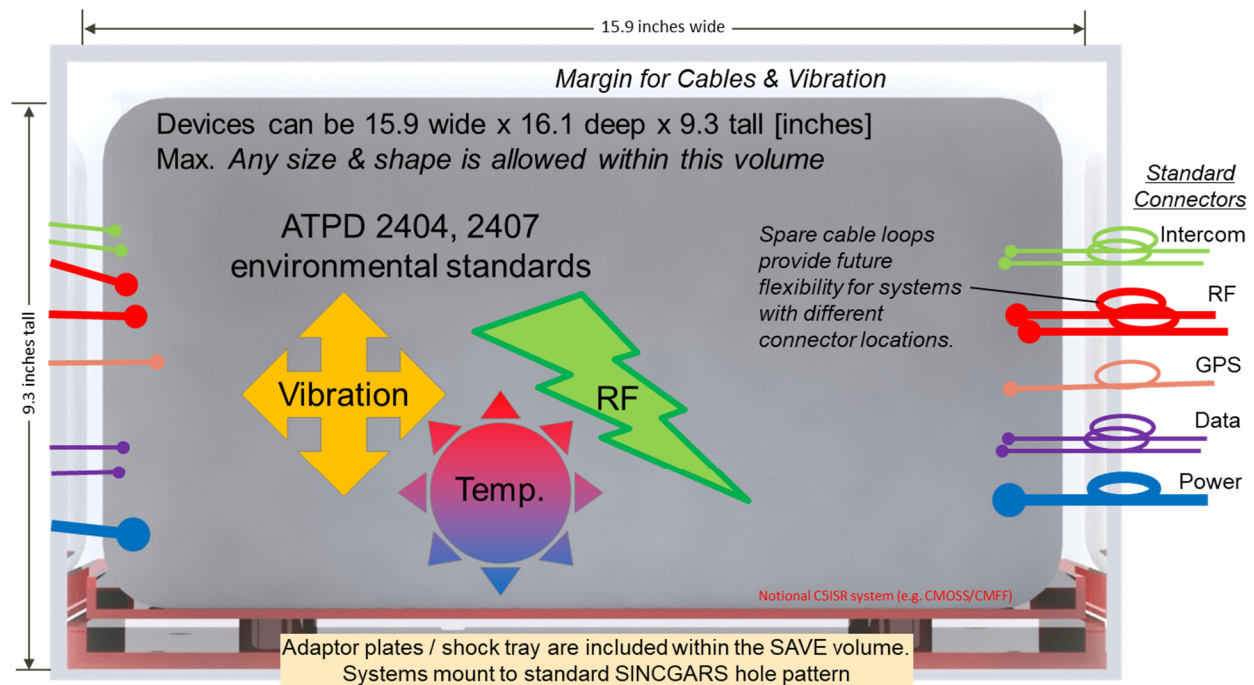 15.9 inches wide
Margin for Cables & Vibration
Devices can be 15.9 wide x 16.1 deep x 9.3 tall [inches]
Max. Any size & shape is allowed within this volume
9.3 inches tall
ATPD 2404, 2407
environmental standards
Vibration
Temp.
RF
Spare cable loops
provide future
flexibility for systems
with different
connector locations.
Standard
Connectors
Intercom
RF
GPS
Data
Power
Notional C5ISR system (e.g. CMOSS/CMFF)
Adaptor plates / shock tray are included within the SAVE volume.
Systems mount to standard SINCGARS hole pattern